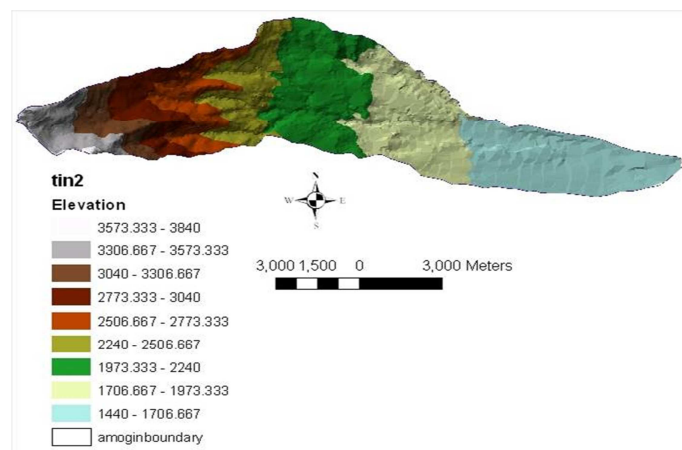 tin2
Elevation
3573.333 - 3840
3306.667 - 3573.333
3040 - 3306.667
2773.333 - 3040
2506.667 - 2773.333
2240 - 2506.667
1973.333 - 2240
1706.667 - 1973.333
1440 - 1706.667
amoginboundary
W E
S
3,000 1,500 0 3,000 Meters